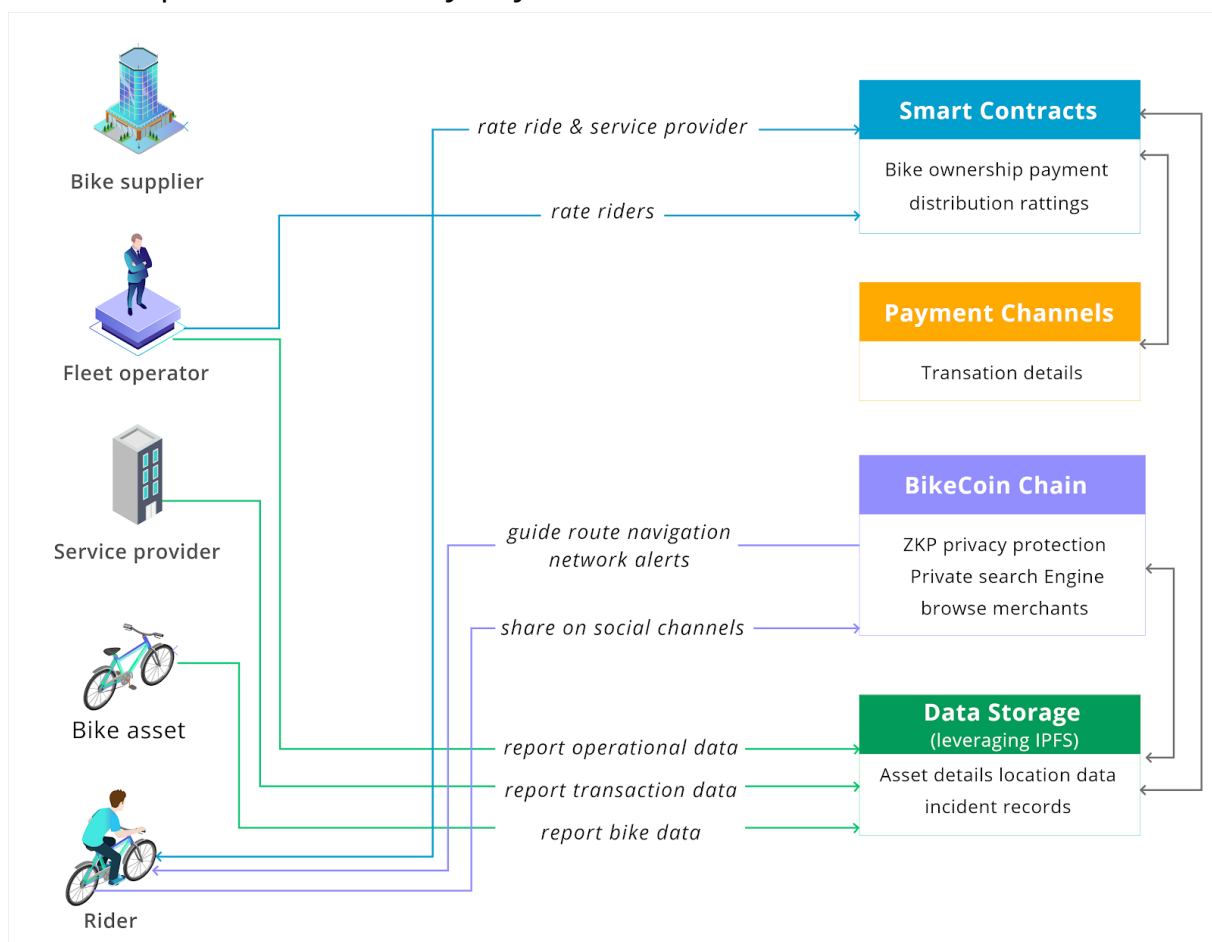 Bike supplier
Fleet operator
Service provider
Bike asset
Rider
rate ride & service provider
rate riders
guide route navigation
network alerts
share on social channels
report operational data
report transaction data
report bike data
Smart Contracts
Bike ownership payment
distribution rattings
Payment Channels
Transation details
BikeCoin Chain
ZKP privacy protection
Private search Engine
browse merchants
Data Storage
(leveraging IPFS)
Asset details location data
incident records